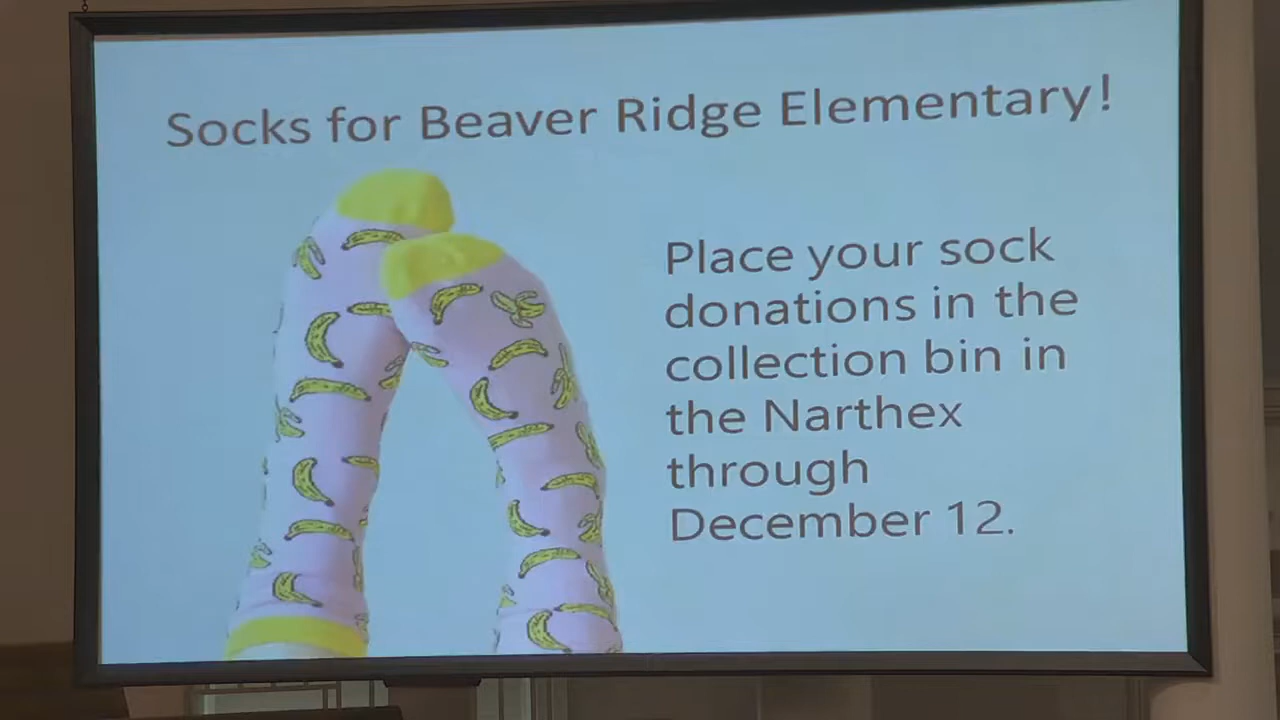 Socks for Beaver Ridge Elementary!
Place your sock
donations in the
collection bin in
the Narthex
through
December 12.